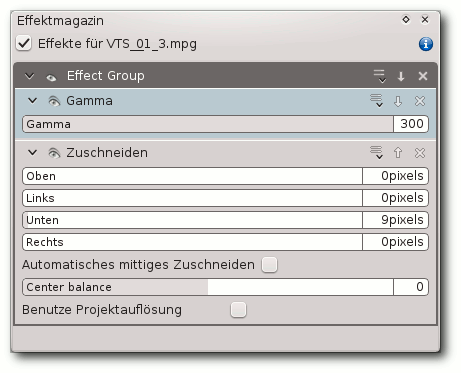 Effektmagazin
Effekte für VTS_01_3.mpg
Effect Group
Gamma
Gamma 300
Zuschneiden
Oben 0pixels
Links 0pixels
Unten 9pixels
Rechts 0pixels
Automatisches mittiges Zuschneiden
Center balance 0
Benutze Projektauflösung